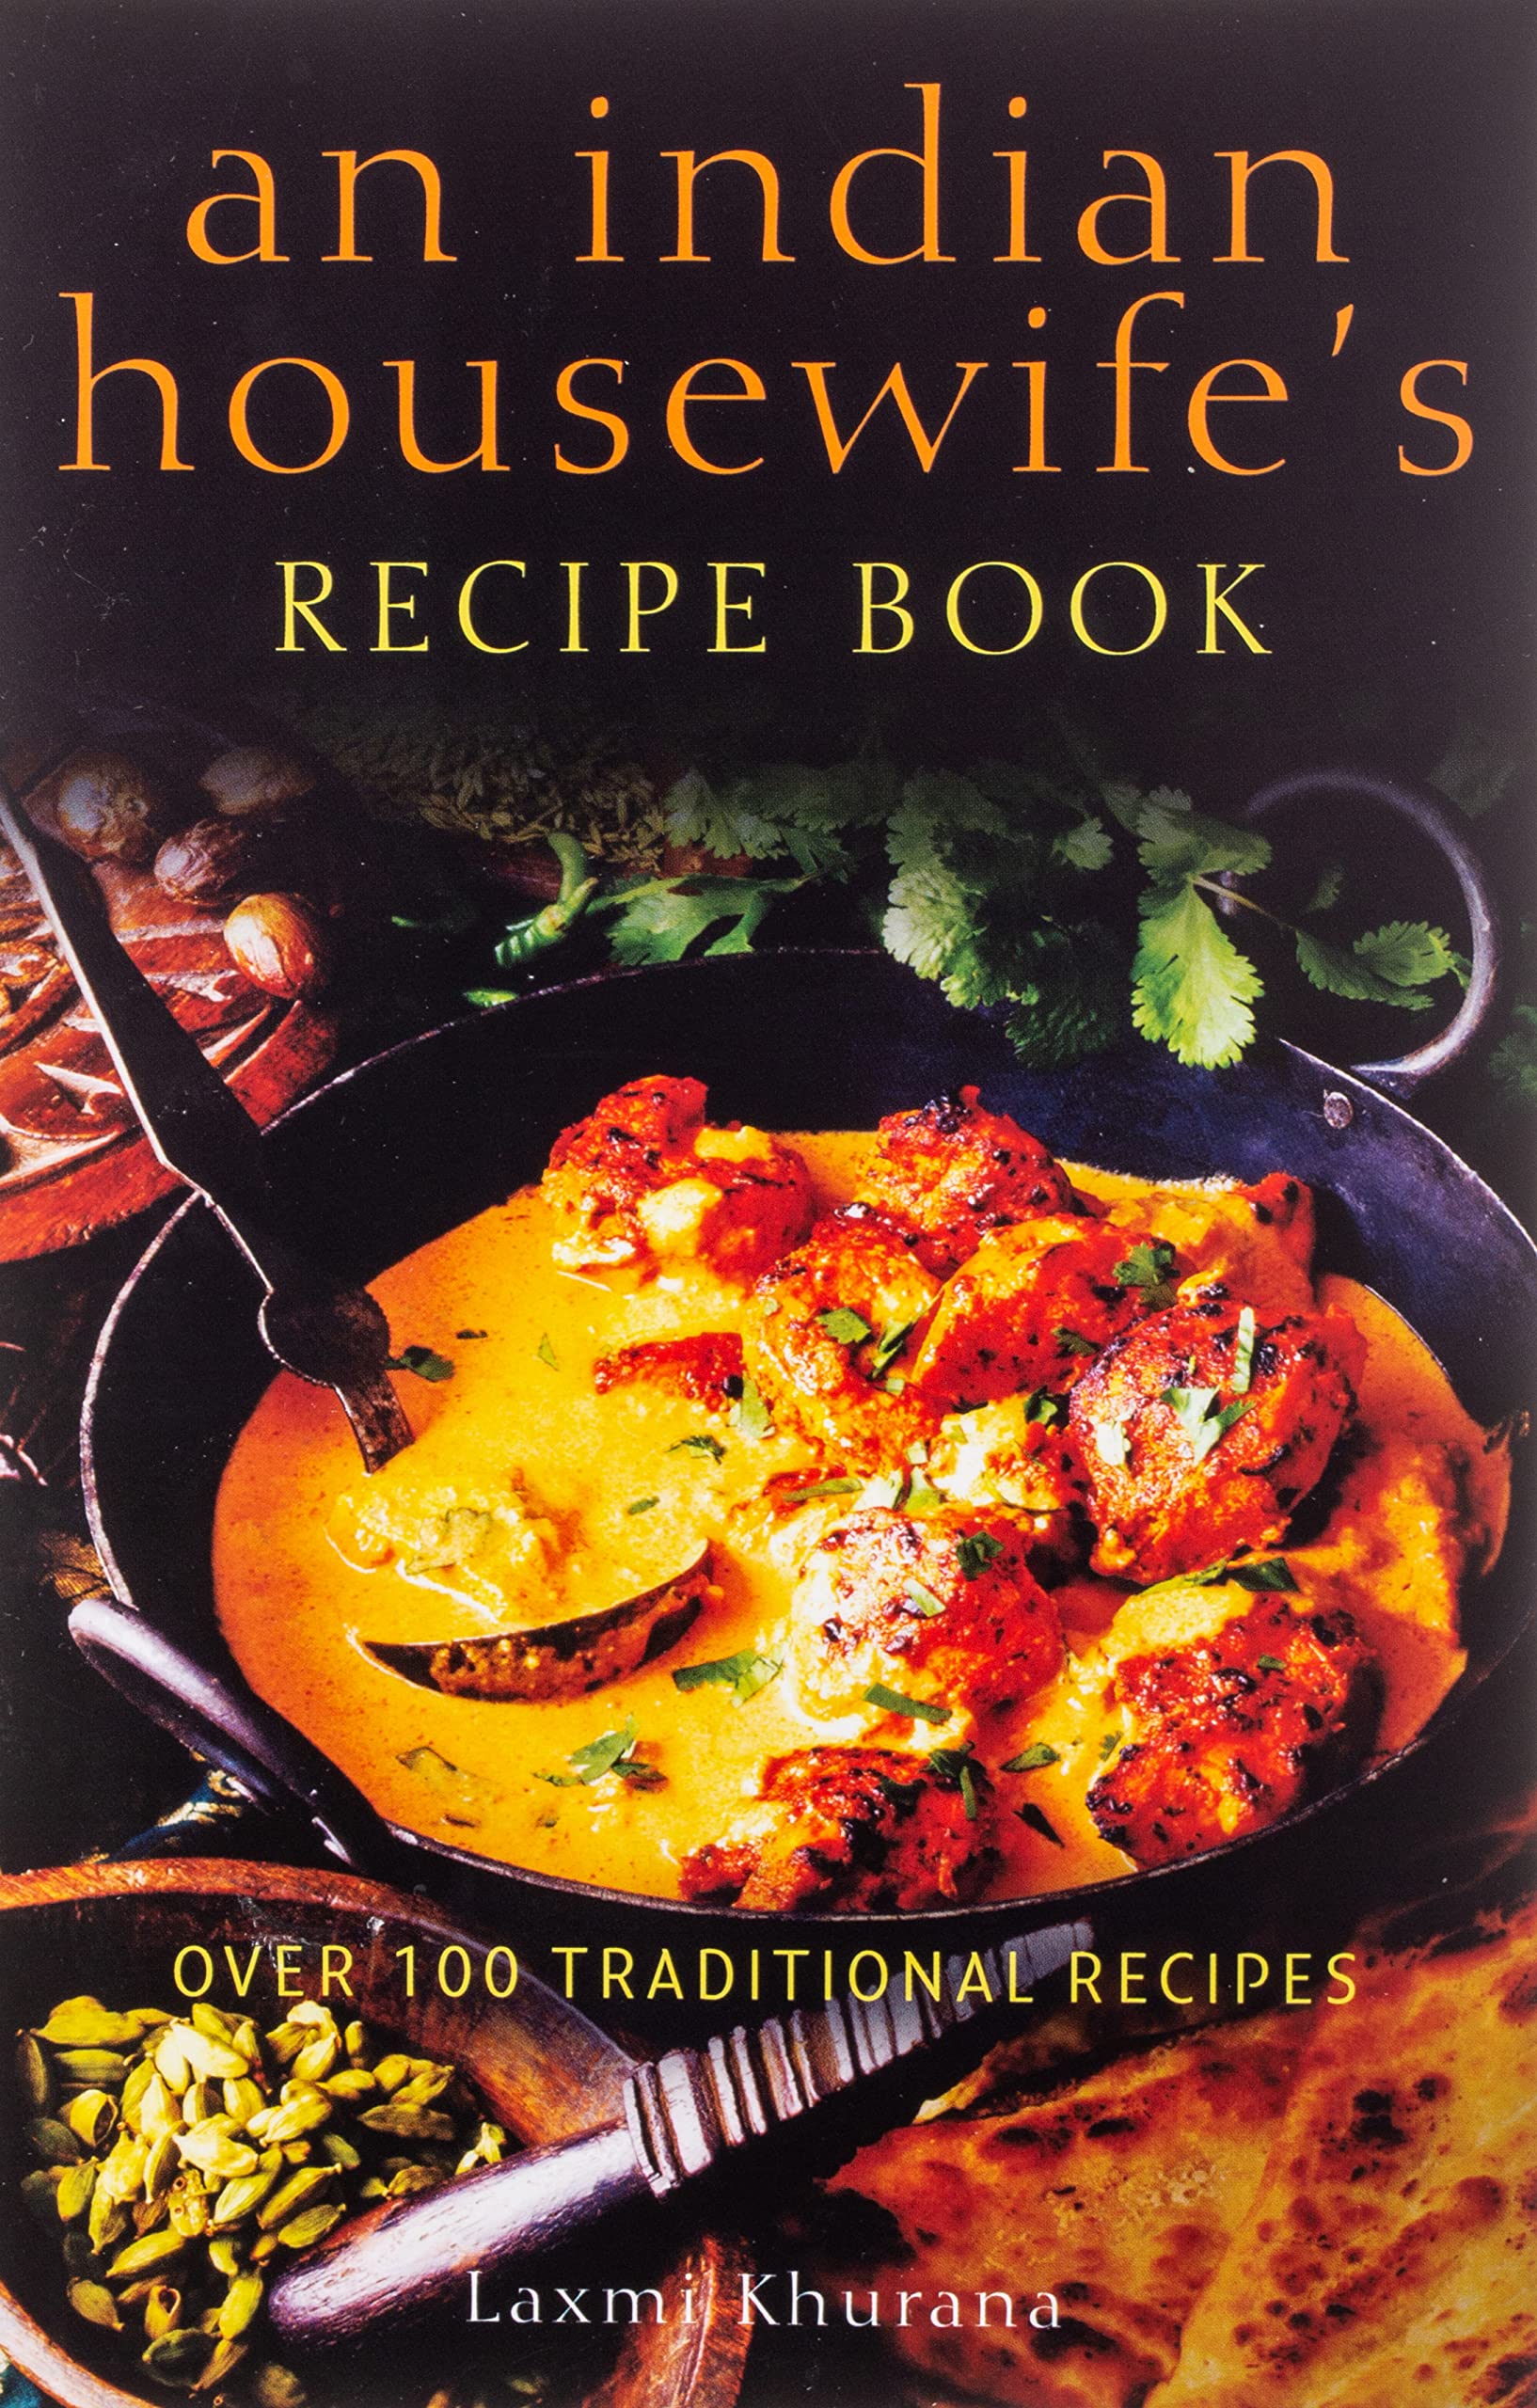 an indian
housewife's
RECIPE BOOK
OVER 100 TRADITIONAL RECIPES
Laxmi Khurana